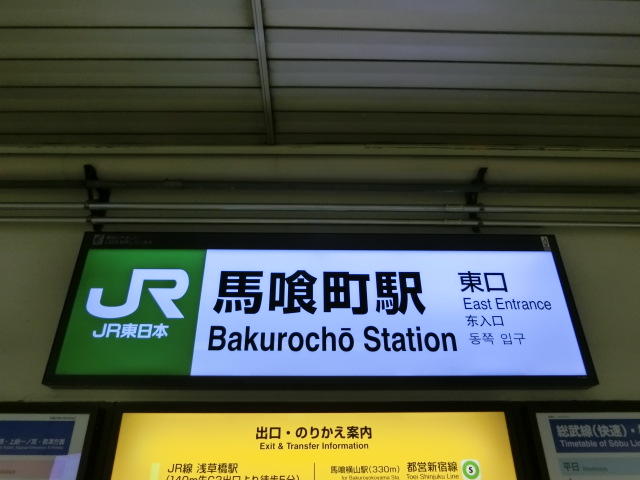 JR
JR東日本
馬喰町駅
Bakurochō Station
東口
East Entrance
东入口
동쪽 입구
出口・のりかえ案内
Exit & Transfer Information
JR線 浅草橋駅
馬喰横山駅(330m)
都営新宿線
Toei Shinjuku Line
S
総武線(快速)・
Timetable of Sōbu
平日